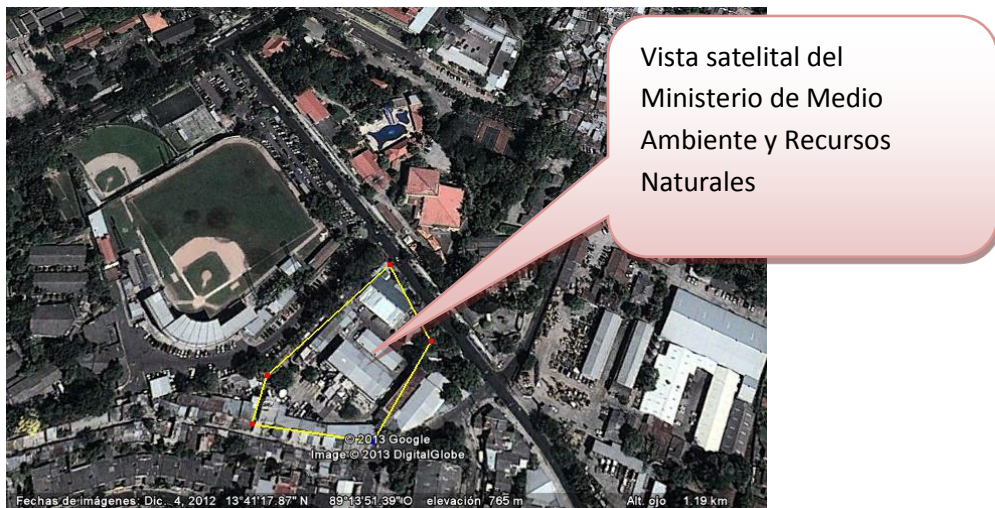 Vista satelital del
Ministerio de Medio
Ambiente y Recursos
Naturales
© 2013 Google
Image © 2013 DigitalGlobe
Fechas de imágenes: Dic. 4, 2012 13°41'17.87" N 89°13'51.39" O elevación 765 m Alt. ojo 1.19 km